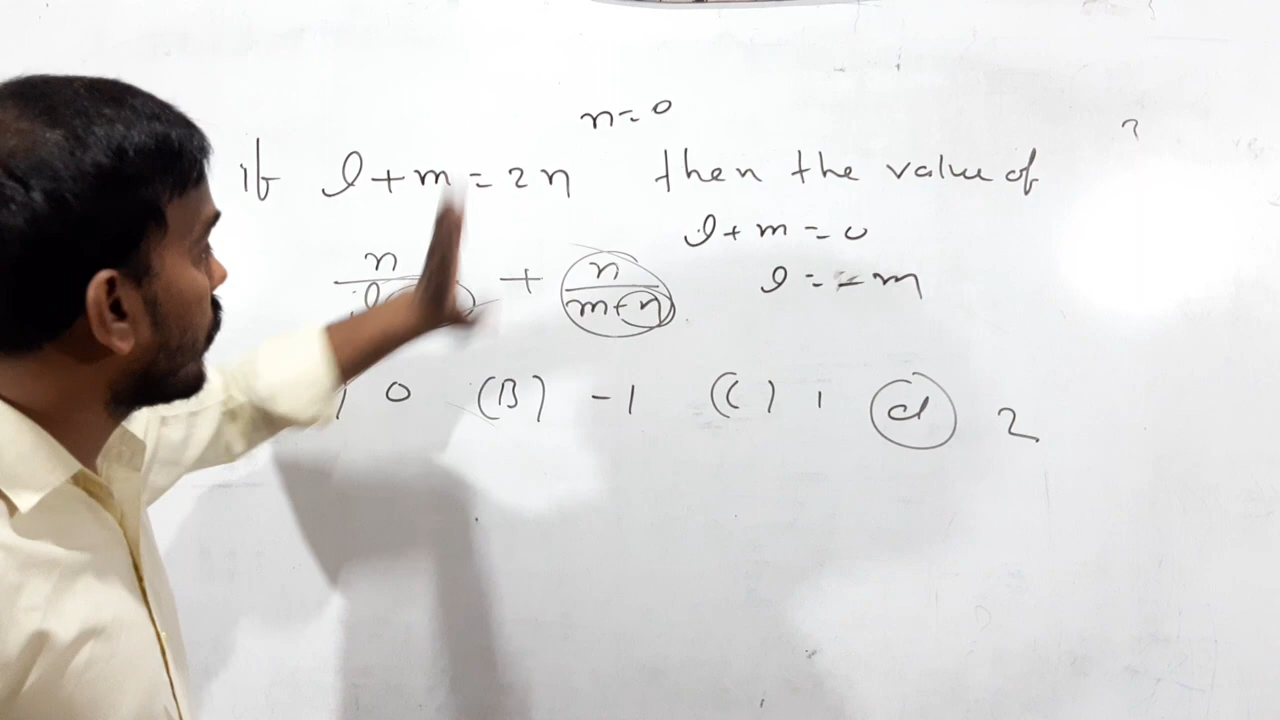 n=0
if l+m=2n then the value of
l+m=0
n/l + n/m+n
l=-m
) 0 (B) -1 (C) 1 (d) 2